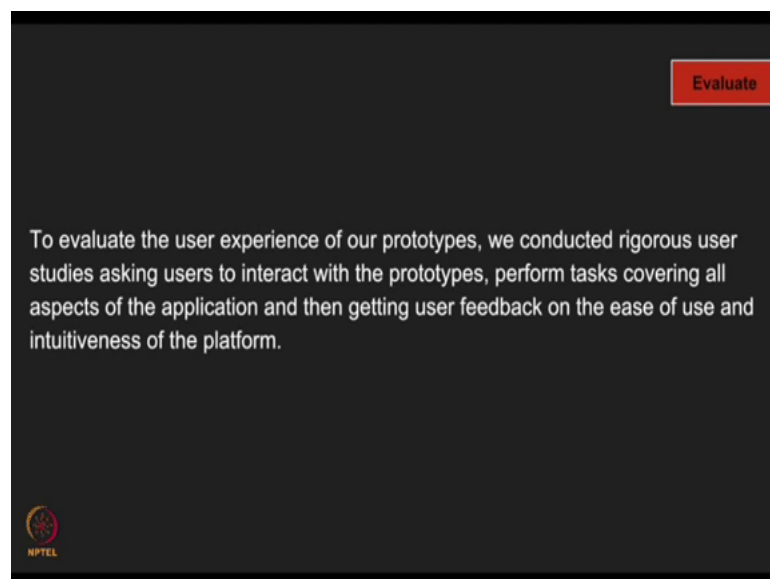 Evaluate
To evaluate the user experience of our prototypes, we conducted rigorous user
studies asking users to interact with the prototypes, perform tasks covering all
aspects of the application and then getting user feedback on the ease of use and
intuitiveness of the platform.
NPTEL